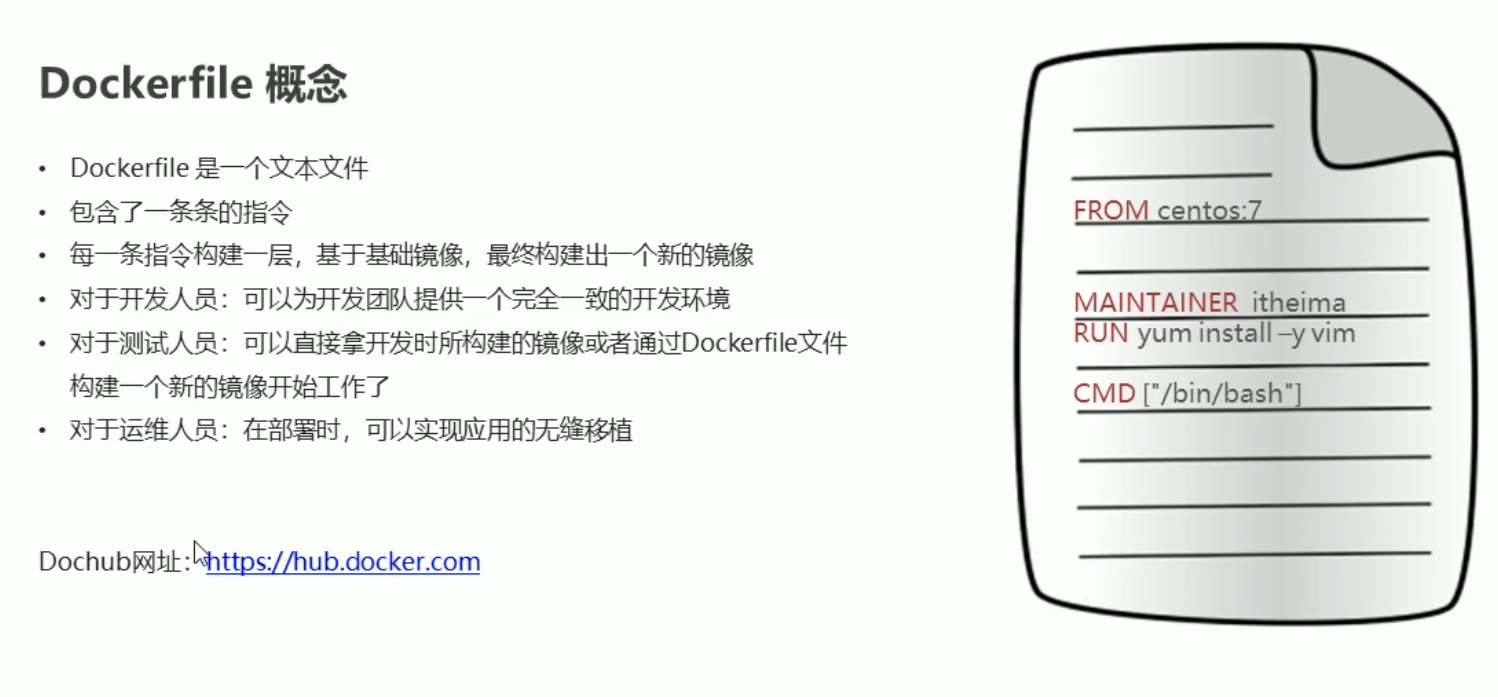 Dockerfile 概念
• Dockerfile 是一个文本文件
• 包含了一条条的指令
• 每一条指令构建一层，基于基础镜像，最终构建出一个新的镜像
• 对于开发人员：可以为开发团队提供一个完全一致的开发环境
• 对于测试人员：可以直接拿开发时所构建的镜像或者通过Dockerfile文件
构建一个新的镜像开始工作了
• 对于运维人员：在部署时，可以实现应用的无缝移植
Dochub网址：https://hub.docker.com
FROM centos:7
MAINTAINER itheima
RUN yum install –y vim
CMD ["/bin/bash"]